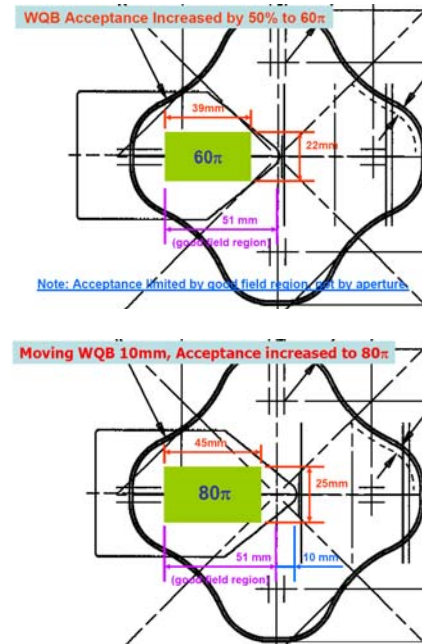 WQB Acceptance Increased by 50% to 60π
39mm
60π
22mm
51 mm
(good field region)
Note: Acceptance limited by good field region, not by aperture.
Moving WQB 10mm, Acceptance increased to 80π
45mm
80π
25mm
51 mm
10 mm
(good field region)